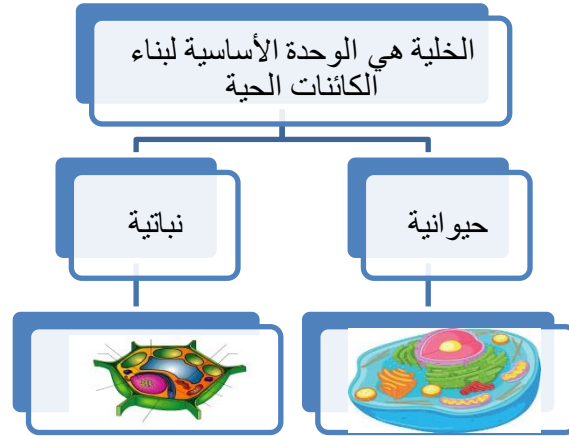 الخلية هي الوحدة الأساسية لبناء
الكائنات الحية
حيوانية
نباتية